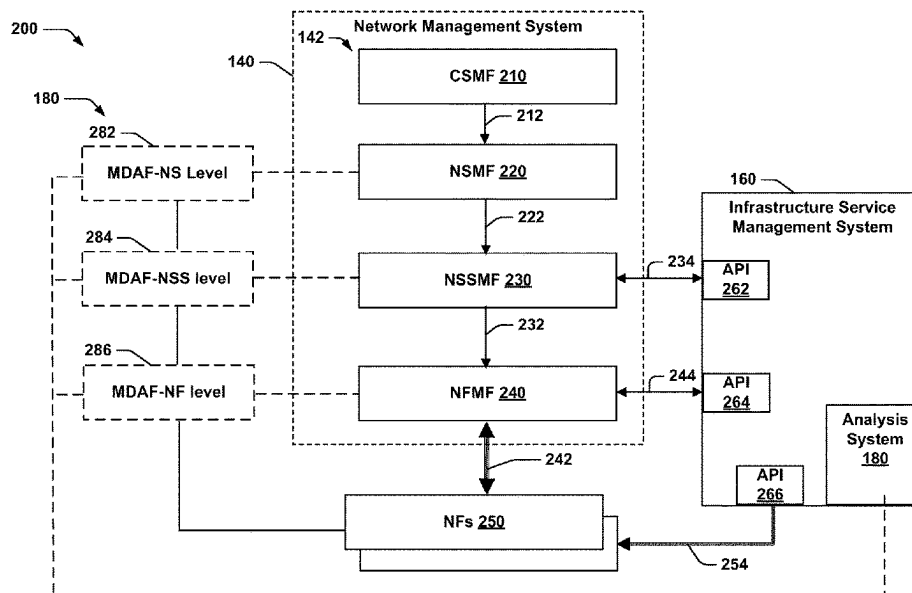 200
180
Network Management System
142
140
CSMF 210
212
282
MDAF-NS Level
NSMF 220
222
160
Infrastructure Service
Management System
284
MDAF-NSS level
NSSMF 230
234
API
262
232
286
MDAF-NF level
NFMF 240
244
API
264
Analysis
System
180
242
API
266
NFs 250
254